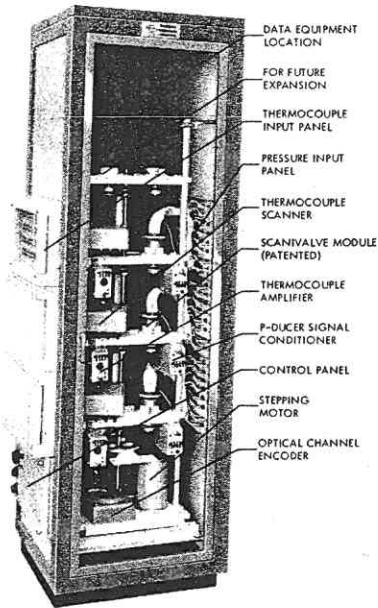 DATA EQUIPMENT
LOCATION
FOR FUTURE
EXPANSION
THERMOCOUPLE
INPUT PANEL
PRESSURE INPUT
PANEL
THERMOCOUPLE
SCANNER
SCANIVALVE MODULE
(PATENTED)
THERMOCOUPLE
AMPLIFIER
P-DUCER SIGNAL
CONDITIONER
CONTROL PANEL
STEPPING
MOTOR
OPTICAL CHANNEL
ENCODER